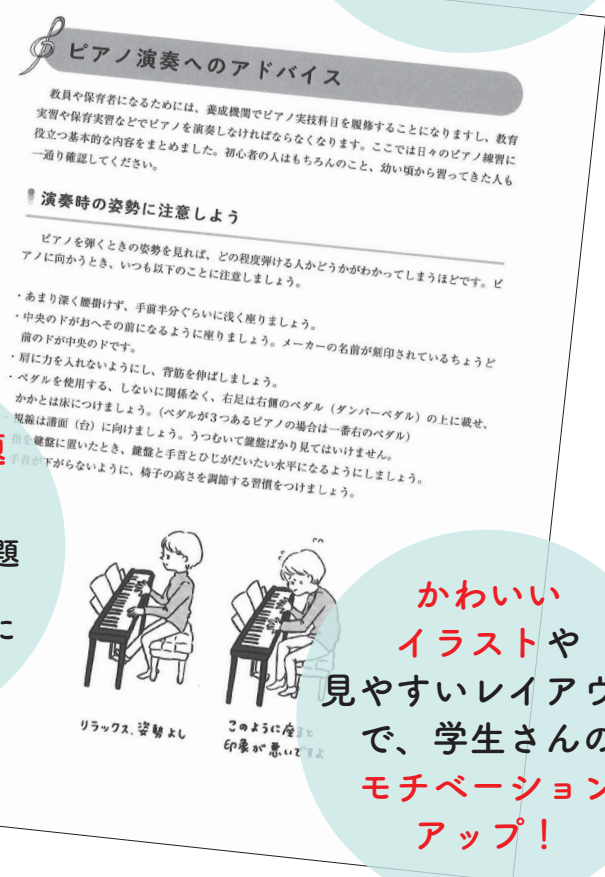 ピアノ演奏へのアドバイス
教員や保育者になるためには、養成機関でピアノ実技科目を履修することになりますし、教育
実習や保育実習などでピアノを演奏しなければならなくなります。ここでは日々のピアノ練習に
役立つ基本的な内容をまとめました。初心者の人はもちろんのこと、幼い頃から習ってきた人も
一通り確認してください。
演奏時の姿勢に注意しよう
ピアノを弾くときの姿勢を見れば、どの程度弾ける人かどうかがわかってしまうほどです。ピ
アノに向かうとき、いつも以下のことに注意しましょう。
・あまり深く腰掛けず、手前半分ぐらいに浅く座りましょう。
・中央のドがおへその前になるように座りましょう。メーカーの名前が刻印されているちょうど
前のドが中央のドです。
・肩に力を入れないようにし、背筋を伸ばしましょう。
・ペダルを使用する、しないに関係なく、右足は右側のペダル（ダンパーペダル）の上に載せ、
かかとは床につけましょう。（ペダルが3つあるピアノの場合は一番右のペダル）
・視線は譜面（台）に向けましょう。うつむいて鍵盤ばかり見てはいけません。
指を鍵盤に置いたとき、鍵盤と手首とひじがだいたい水平になるようにしましょう。
手首が下がらないように、椅子の高さを調節する習慣をつけましょう。
題
に
リラックス、姿勢よし
このように座ると
印象が悪いですよ
かわいい
イラストや
見やすいレイアウ
で、学生さんの
モチベーション
アップ！